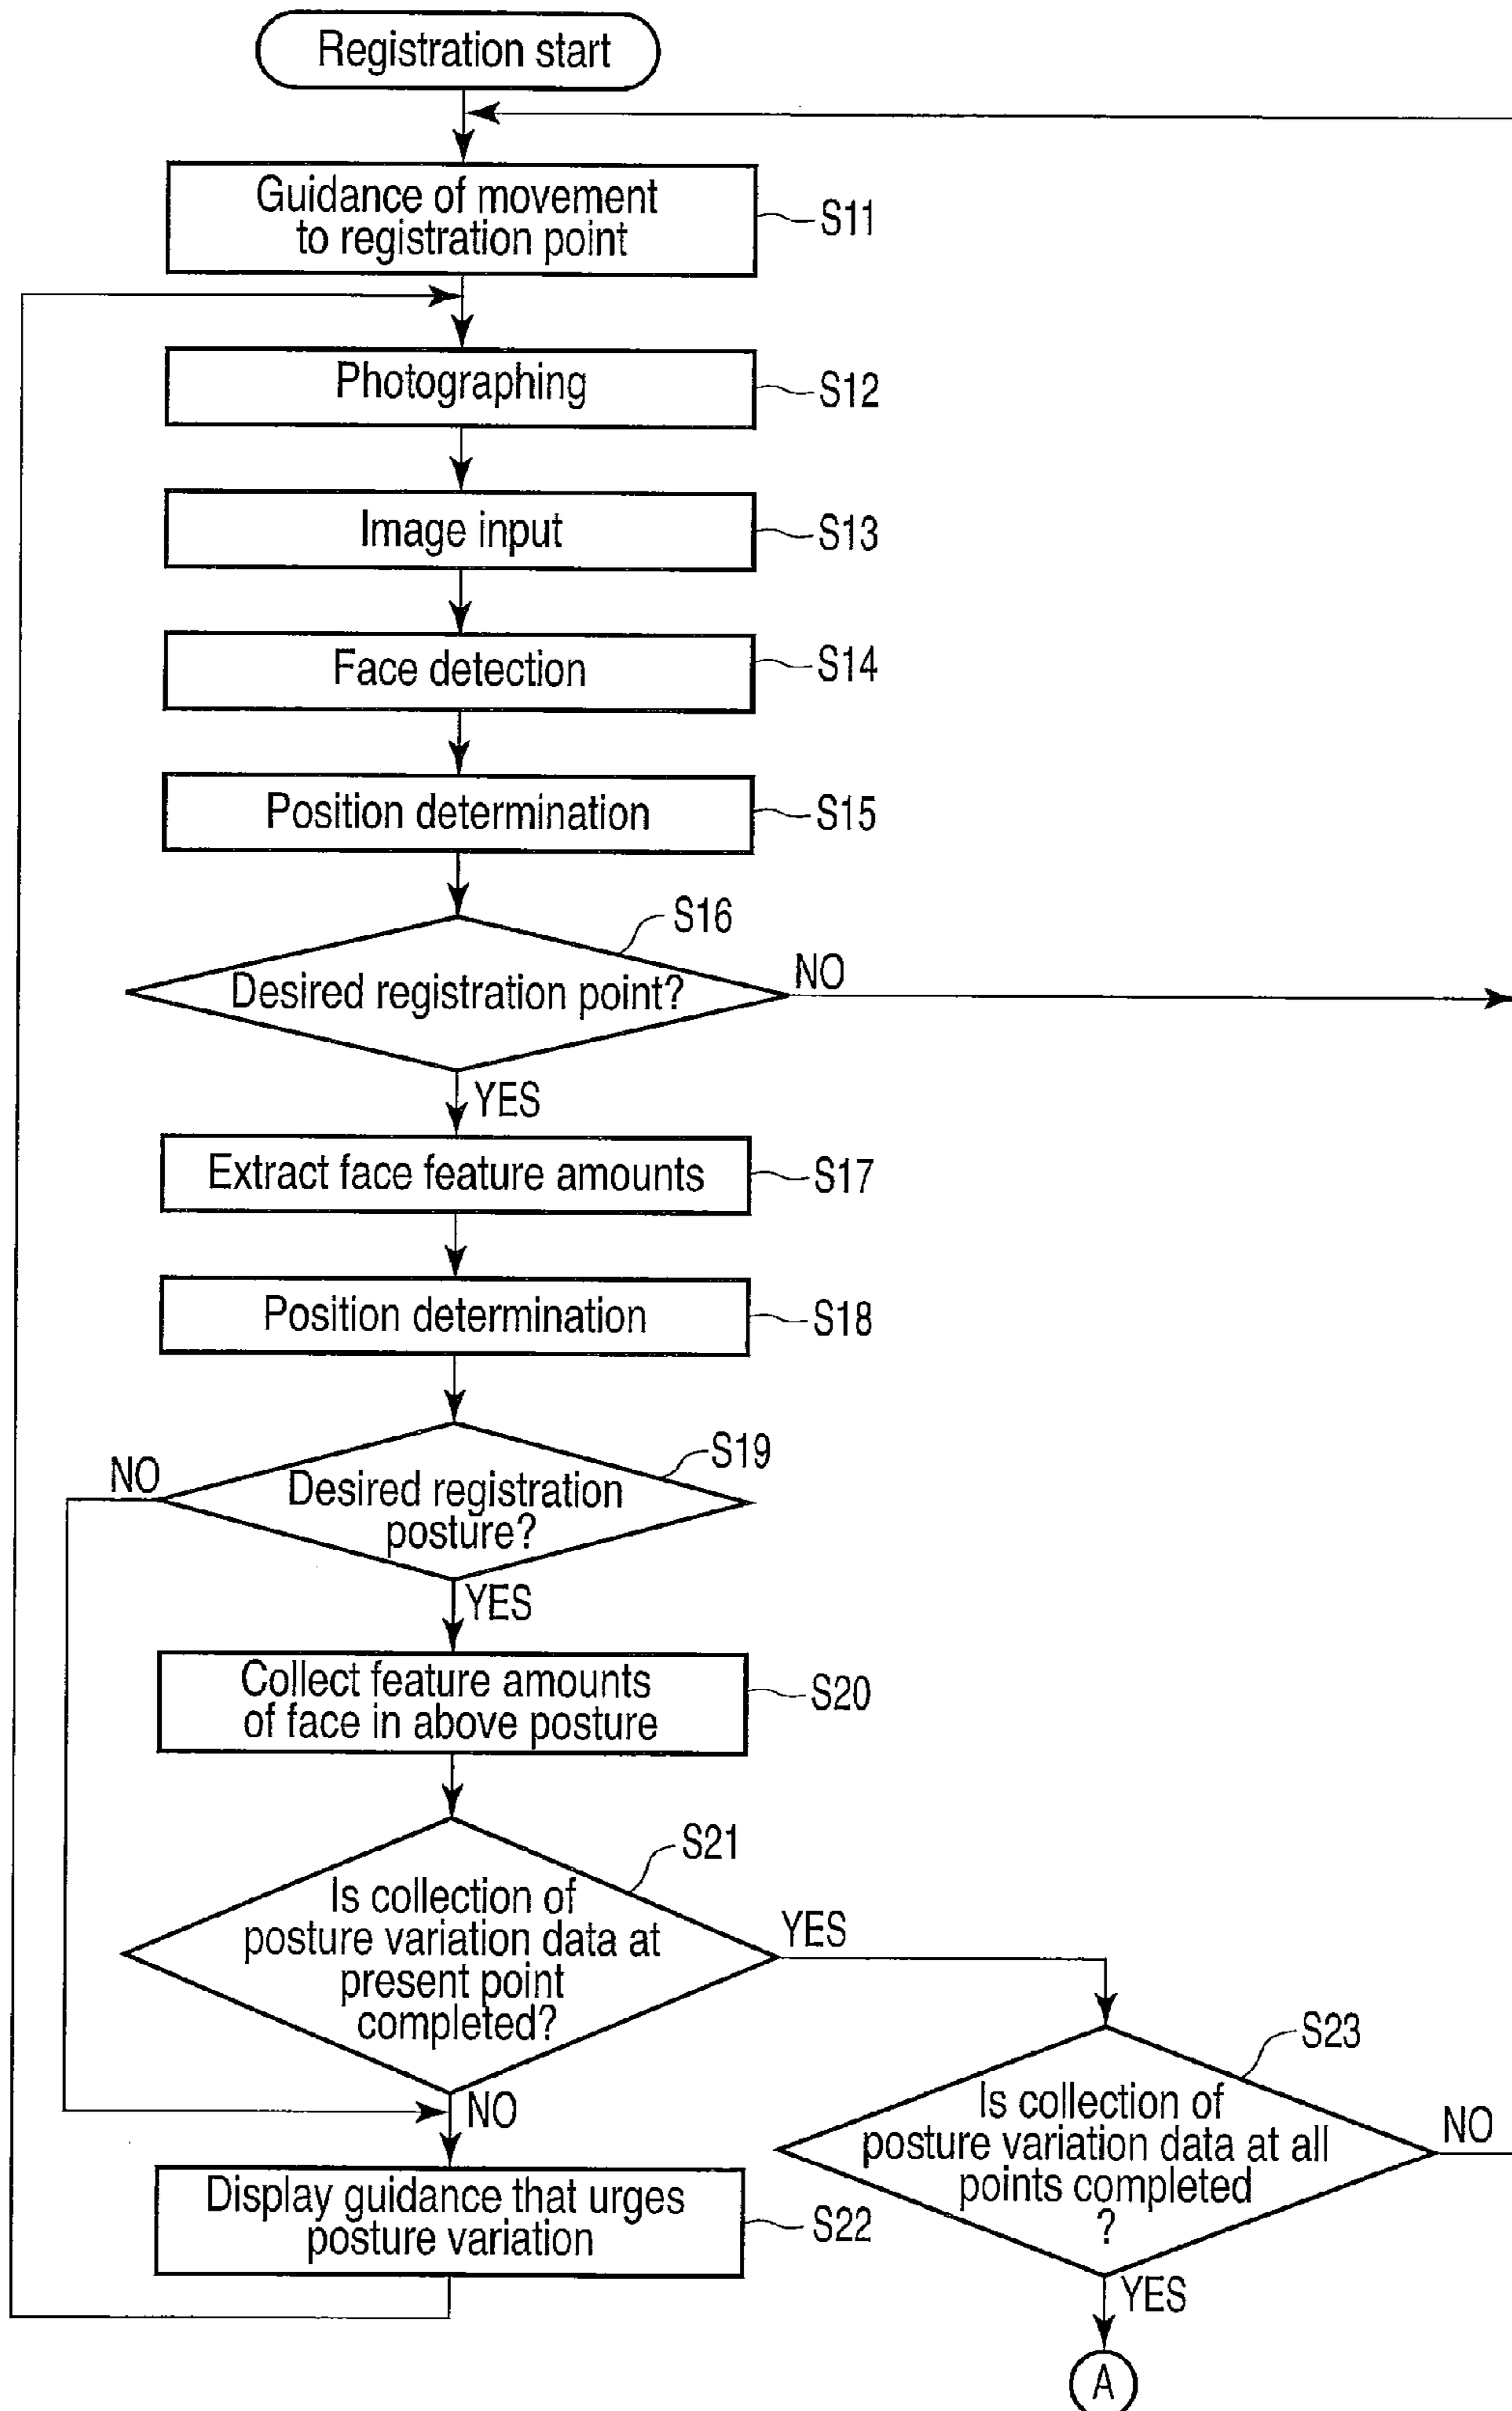 Registration start
Guidance of movement
to registration point
S11
Photographing
S12
Image input
S13
Face detection
S14
Position determination
S15
S16
Desired registration point?
NO
YES
Extract face feature amounts
S17
Position determination
S18
S19
NO
Desired registration
posture?
YES
Collect feature amounts
of face in above posture
S20
S21
Is collection of
posture variation data at
present point
completed?
YES
NO
S23
Is collection of
posture variation data at all
points completed
?
NO
YES
Display guidance that urges
posture variation
S22
A